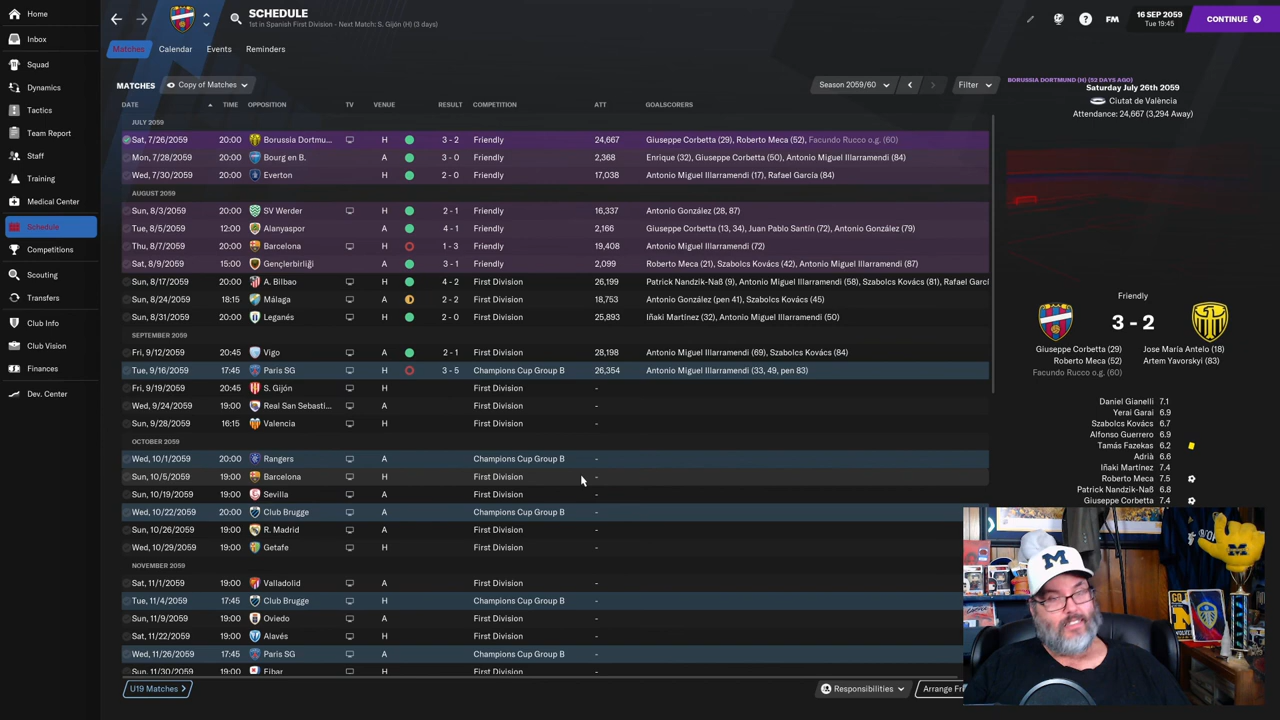 Home
SCHEDULE
1st in Spanish First Division - Next Match: S. Gijón (H) (3 days)
FM
16 SEP 2059
Tue 19:45
CONTINUE
Inbox
Squad
Dynamics
Tactics
Team Report
Staff
Training
Medical Center
Schedule
Competitions
Scouting
Transfers
Club Info
Club Vision
Finances
Dev. Center
Matches Calendar Events Reminders
MATCHES Copy of Matches Season 2059/60 Filter
DATE TIME OPPOSITION TV VENUE RESULT COMPETITION ATT GOALSCORERS
JULY 2059
Sat, 7/26/2059 20:00 Borussia Dortmu... H 3 - 2 Friendly 24,667 Giuseppe Corbetta (29), Roberto Meca (52), Facundo Rucco o.g. (60)
Mon, 7/28/2059 20:00 Bourg en B. A 3 - 0 Friendly 2,368 Enrique (32), Giuseppe Corbetta (50), Antonio Miguel Illarramendi (84)
Wed, 7/30/2059 20:00 Everton H 2 - 0 Friendly 17,038 Antonio Miguel Illarramendi (17), Rafael García (84)
AUGUST 2059
Sun, 8/3/2059 20:00 SV Werder H 2 - 1 Friendly 16,337 Antonio González (28, 87)
Tue, 8/5/2059 12:00 Alanyaspor A 4 - 1 Friendly 2,166 Giuseppe Corbetta (13, 34), Juan Pablo Santín (72), Antonio González (79)
Thu, 8/7/2059 20:00 Barcelona H 1 - 3 Friendly 19,408 Antonio Miguel Illarramendi (72)
Sat, 8/9/2059 15:00 Gençlerbirliği A 3 - 1 Friendly 2,099 Roberto Meca (21), Szabolcs Kovács (42), Antonio Miguel Illarramendi (87)
Sun, 8/17/2059 20:00 A. Bilbao H 4 - 2 First Division 26,199 Patrick Nandzik-Naß (9), Antonio Miguel Illarramendi (58), Szabolcs Kovács (81), Rafael Garcí
Sun, 8/24/2059 18:15 Málaga A 2 - 2 First Division 18,753 Antonio González (pen 41), Szabolcs Kovács (45)
Sun, 8/31/2059 20:00 Leganés H 2 - 0 First Division 25,893 Iñaki Martínez (32), Antonio Miguel Illarramendi (50)
SEPTEMBER 2059
Fri, 9/12/2059 20:45 Vigo A 2 - 1 First Division 28,198 Antonio Miguel Illarramendi (69), Szabolcs Kovács (84)
Tue, 9/16/2059 17:45 Paris SG H 3 - 5 Champions Cup Group B 26,354 Antonio Miguel Illarramendi (33, 49, pen 83)
Fri, 9/19/2059 20:45 S. Gijón H First Division -
Wed, 9/24/2059 19:00 Real San Sebasti... A First Division -
Sun, 9/28/2059 16:15 Valencia H First Division -
OCTOBER 2059
Wed, 10/1/2059 20:00 Rangers A Champions Cup Group B -
Sun, 10/5/2059 19:00 Barcelona H First Division -
Sun, 10/19/2059 19:00 Sevilla A First Division -
Wed, 10/22/2059 20:00 Club Brugge A Champions Cup Group B -
Sun, 10/26/2059 19:00 R. Madrid A First Division -
Wed, 10/29/2059 19:00 Getafe H First Division -
NOVEMBER 2059
Sat, 11/1/2059 19:00 Valladolid A First Division -
Tue, 11/4/2059 17:45 Club Brugge H Champions Cup Group B -
Sun, 11/9/2059 19:00 Oviedo A First Division -
Sat, 11/22/2059 19:00 Alavés H First Division -
Wed, 11/26/2059 17:45 Paris SG A Champions Cup Group B -
Sun, 11/30/2059 19:00 Eibar H First Division -
U19 Matches
Responsibilities
Arrange Fri
BORUSSIA DORTMUND (H) (52 DAYS AGO)
Saturday July 26th 2059
Ciutat de València
Attendance: 24,667 (3,294 Away)
Friendly
3 - 2
Giuseppe Corbetta (29) Jose María Antelo (18)
Roberto Meca (52) Artem Yavorskyi (83)
Facundo Rucco o.g. (60)
Daniel Gianelli 7.1
Yerai Garai 6.9
Szabolcs Kovács 6.7
Alfonso Guerrero 6.9
Tamás Fazekas 6.2
Adrià 6.6
Iñaki Martínez 7.4
Roberto Meca 7.5
Patrick Nandzik-Naß 6.8
Giuseppe Corbetta 7.4
M